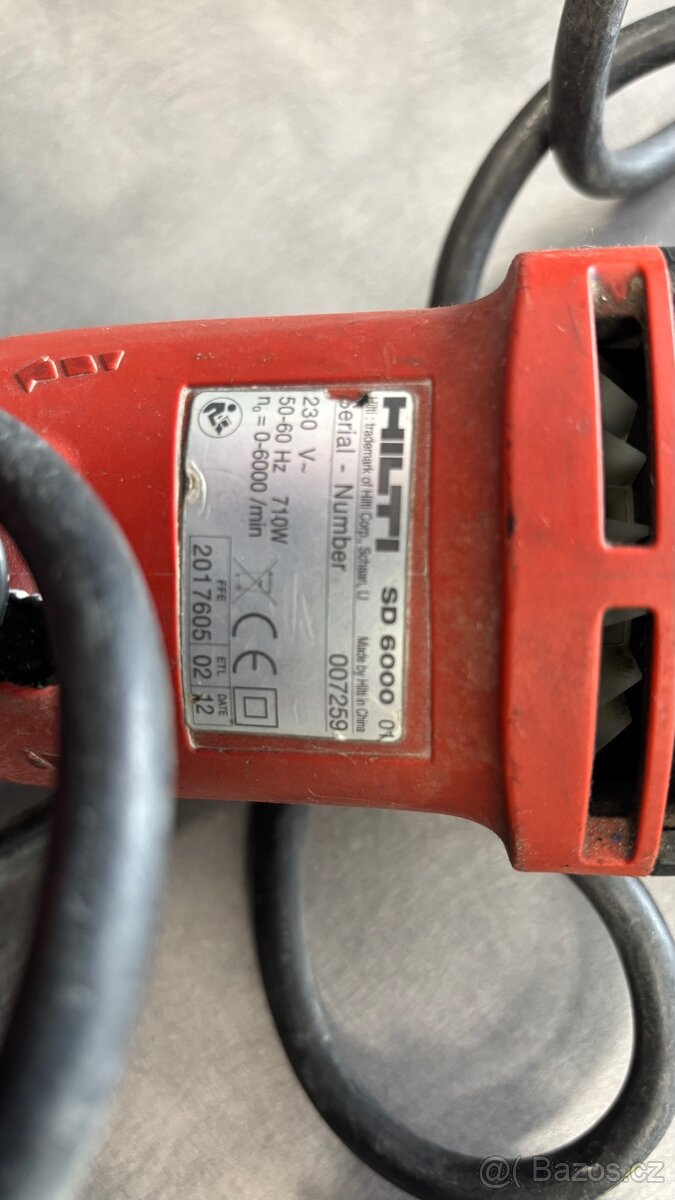 HILTI SD 6000 01
Hilti : trademark of Hilti Corp., Schaan, LI Made by Hilti in China
Serial - Number 007259
230 V~
50-60 Hz 710W
n₀ = 0-6000 /min
CE
FFE ETL DATE
2017605 02 12
@( Bazos.cz